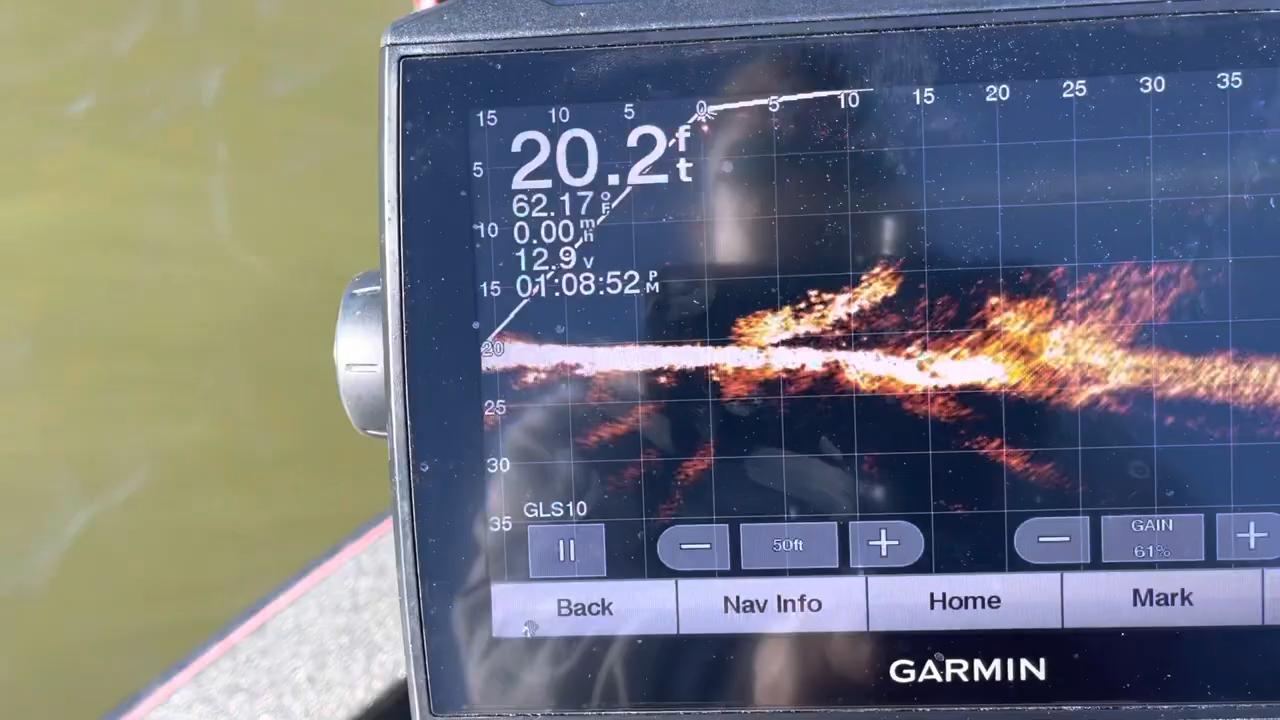 15 10 5 0 5 10 15 20 25 30 35
20.2 ft
5
62.17 °F
10
0.00 mh
12.9 v
15
01:08:52 PM
20
25
30
35
GLS10
50ft
GAIN
61%
Back Nav Info Home Mark
GARMIN